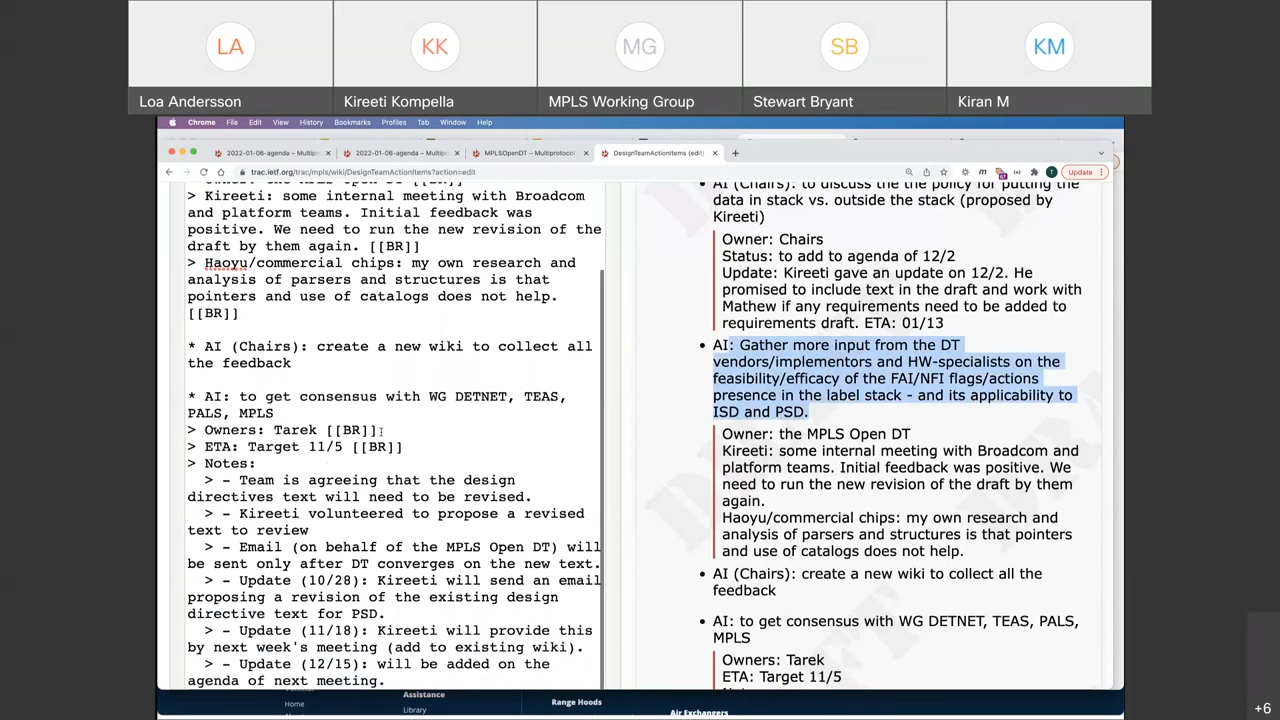 LA
KK
MG
SB
KM
Loa Andersson
Kireeti Kompella
MPLS Working Group
Stewart Bryant
Kiran M
Chrome File Edit View History Bookmarks Profiles Tab Window Help
2022-01-06-agenda – Multiprotoc
2022-01-06-agenda – Multipro
MPLSOpenDT – Multiprotocol
DesignTeamActionItems (edit)
trac.ietf.org/trac/mpls/wiki/DesignTeamActionItems?action=edit
Update
> Kireeti: some internal meeting with Broadcom
and platform teams. Initial feedback was
positive. We need to run the new revision of the
draft by them again. [[BR]]
> Haoyu/commercial chips: my own research and
analysis of parsers and structures is that
pointers and use of catalogs does not help.
[[BR]]
* AI (Chairs): create a new wiki to collect all
the feedback
* AI: to get consensus with WG DETNET, TEAS,
PALS, MPLS
> Owners: Tarek [[BR]]
> ETA: Target 11/5 [[BR]]
> Notes:
> - Team is agreeing that the design
directives text will need to be revised.
> - Kireeti volunteered to propose a revised
text to review
> - Email (on behalf of the MPLS Open DT) will
be sent only after DT converges on the new text.
> - Update (10/28): Kireeti will send an email
proposing a revision of the existing design
directive text for PSD.
> - Update (11/18): Kireeti will provide this
by next week's meeting (add to existing wiki).
> - Update (12/15): will be added on the
agenda of next meeting.
AI (Chairs): to discuss the the policy for putting the
data in stack vs. outside the stack (proposed by
Kireeti)
Owner: Chairs
Status: to add to agenda of 12/2
Update: Kireeti gave an update on 12/2. He
promised to include text in the draft and work with
Mathew if any requirements need to be added to
requirements draft. ETA: 01/13
• AI: Gather more input from the DT
vendors/implementors and HW-specialists on the
feasibility/efficacy of the FAI/NFI flags/actions
presence in the label stack - and its applicability to
ISD and PSD.
Owner: the MPLS Open DT
Kireeti: some internal meeting with Broadcom and
platform teams. Initial feedback was positive. We
need to run the new revision of the draft by them
again.
Haoyu/commercial chips: my own research and
analysis of parsers and structures is that pointers
and use of catalogs does not help.
• AI (Chairs): create a new wiki to collect all the
feedback
• AI: to get consensus with WG DETNET, TEAS, PALS,
MPLS
Owners: Tarek
ETA: Target 11/5
Home
Assistance
Library
Range Hoods
Air Exchangers
+6